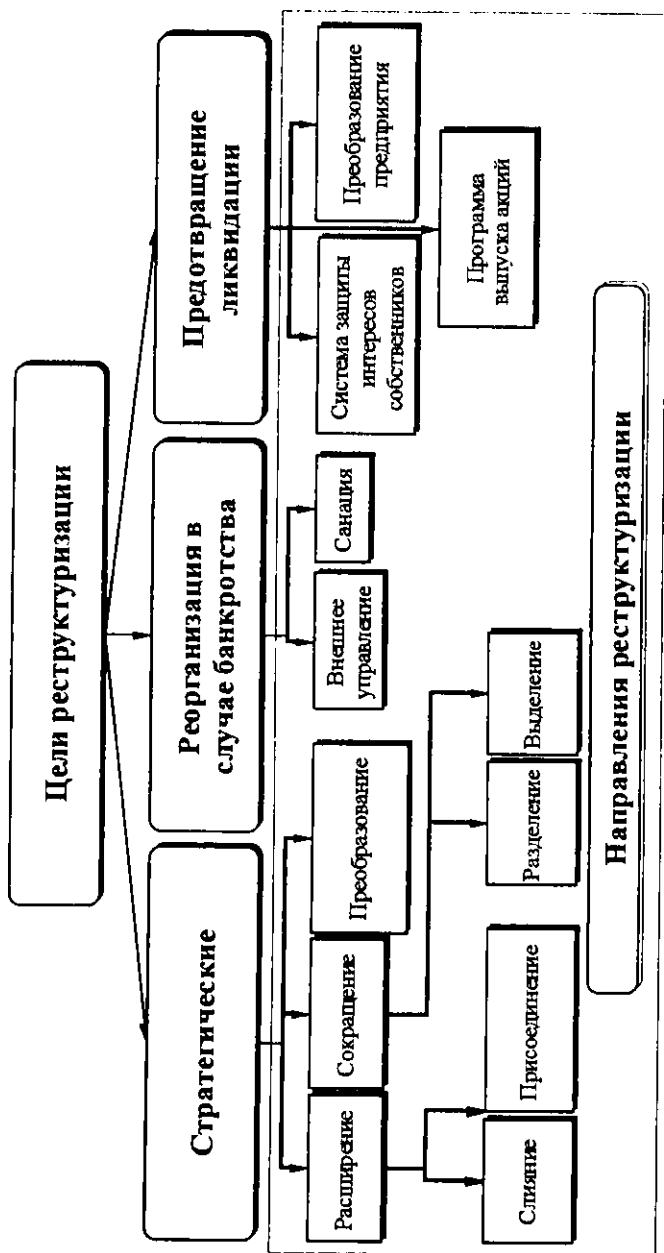 Цели реструктуризации
Стратегические
Реорганизация в
случае банкротства
Предотвращение
ликвидации
Расширение
Сокращение
Преобразование
Внешнее
управление
Санация
Система защиты
интересов
собственников
Преобразование
предприятия
Слияние
Присоединение
Разделение
Выделение
Программа
выпуска акций
Направления реструктуризации